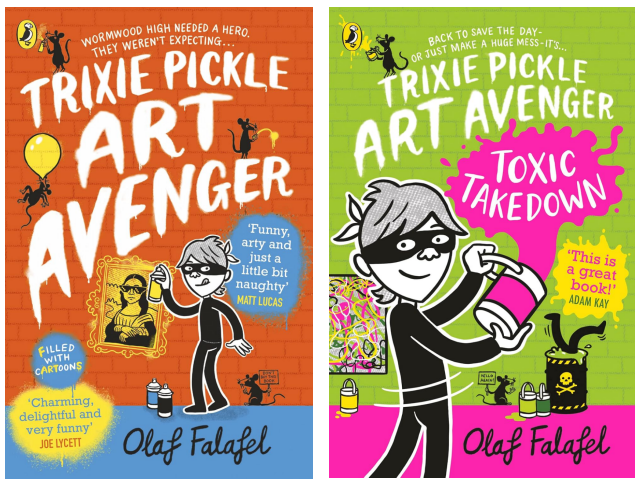 WORMWOOD HIGH NEEDED A HERO.
THEY WEREN'T EXPECTING...
TRIXIE PICKLE
ART
AVENGER
'Funny,
arty and
just a
little bit
naughty'
MATT LUCAS
FILLED
WITH
CARTOONS
'Charming,
delightful and
very funny'
JOE LYCETT
Olaf Falafel
BACK TO SAVE THE DAY-
OR JUST MAKE A HUGE MESS-IT'S...
TRIXIE PICKLE
ART AVENGER
TOXIC
TAKEDOWN
'This is
a great
book!'
ADAM KAY
HELLO
AGAIN!
Olaf Falafel